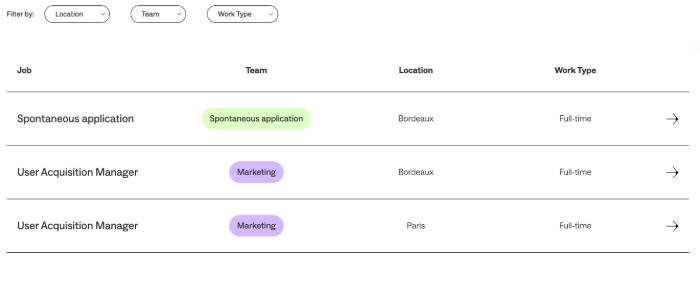 Filter by: Location Team Work Type
Job Team Location Work Type
Spontaneous application Spontaneous application Bordeaux Full-time
User Acquisition Manager Marketing Bordeaux Full-time
User Acquisition Manager Marketing Paris Full-time